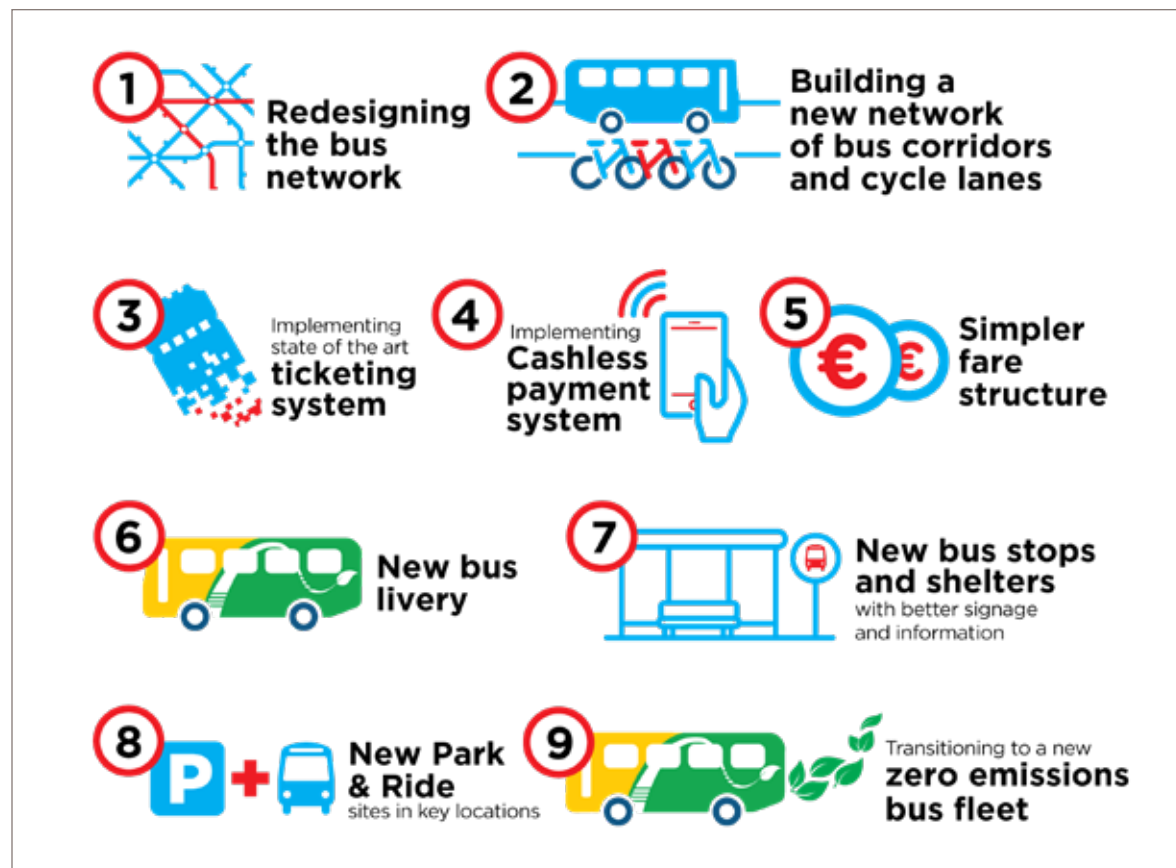 1
Redesigning
the bus
network
2
Building a
new network
of bus corridors
and cycle lanes
3
Implementing
state of the art
ticketing
system
4
Implementing
Cashless
payment
system
5
€
€
Simpler
fare
structure
6
New bus
livery
7
New bus stops
and shelters
with better signage
and information
8
P
New Park
& Ride
sites in key locations
9
Transitioning to a new
zero emissions
bus fleet